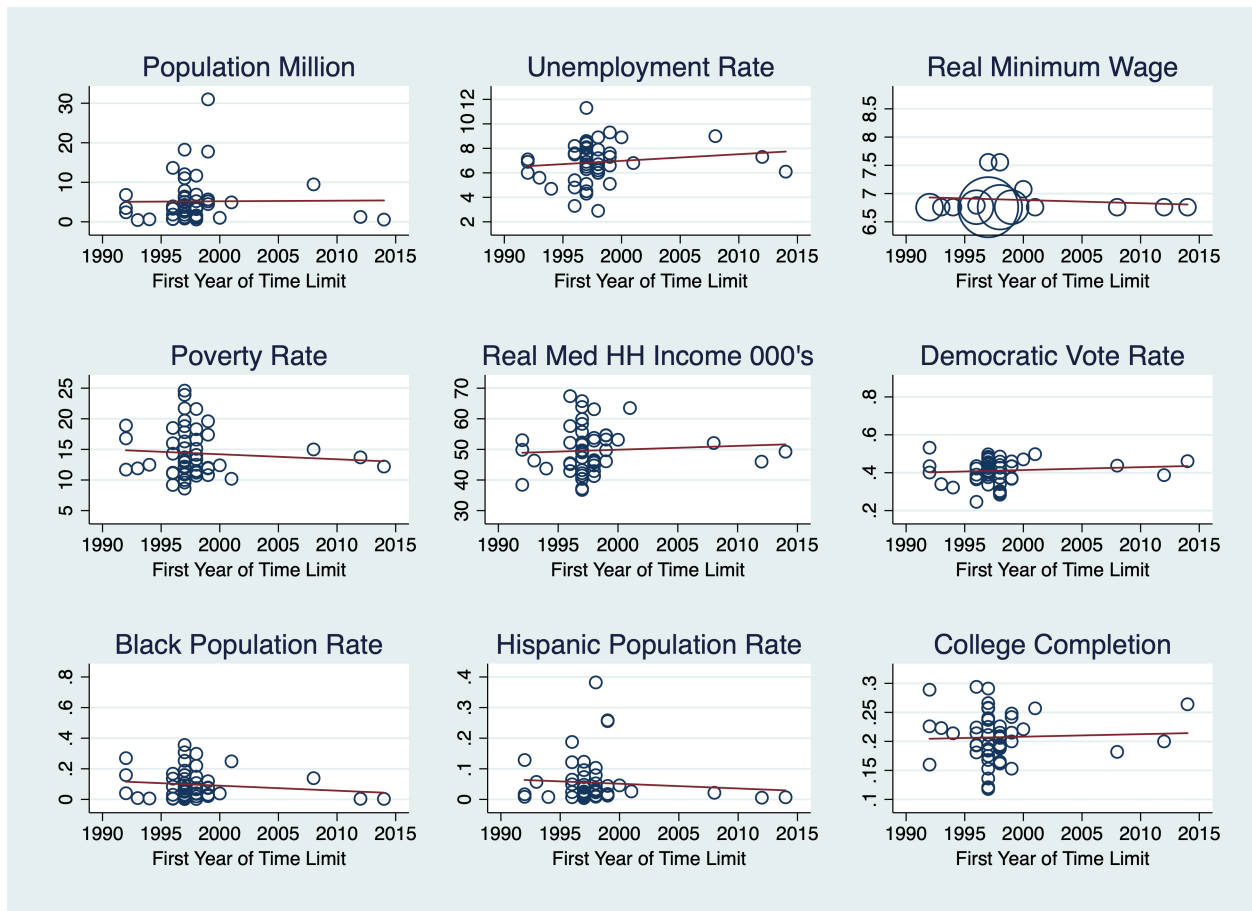 Population Million
Unemployment Rate
Real Minimum Wage
0 10 20 30
2 4 6 8 10 12
6.5 7 7.5 8 8.5
1990 1995 2000 2005 2010 2015
1990 1995 2000 2005 2010 2015
1990 1995 2000 2005 2010 2015
First Year of Time Limit
First Year of Time Limit
First Year of Time Limit
Poverty Rate
Real Med HH Income 000's
Democratic Vote Rate
5 10 15 20 25
30 40 50 60 70
.2 .4 .6 .8
1990 1995 2000 2005 2010 2015
1990 1995 2000 2005 2010 2015
1990 1995 2000 2005 2010 2015
First Year of Time Limit
First Year of Time Limit
First Year of Time Limit
Black Population Rate
Hispanic Population Rate
College Completion
0 .2 .4 .6 .8
0 .1 .2 .3 .4
.1 .15 .2 .25 .3
1990 1995 2000 2005 2010 2015
1990 1995 2000 2005 2010 2015
1990 1995 2000 2005 2010 2015
First Year of Time Limit
First Year of Time Limit
First Year of Time Limit